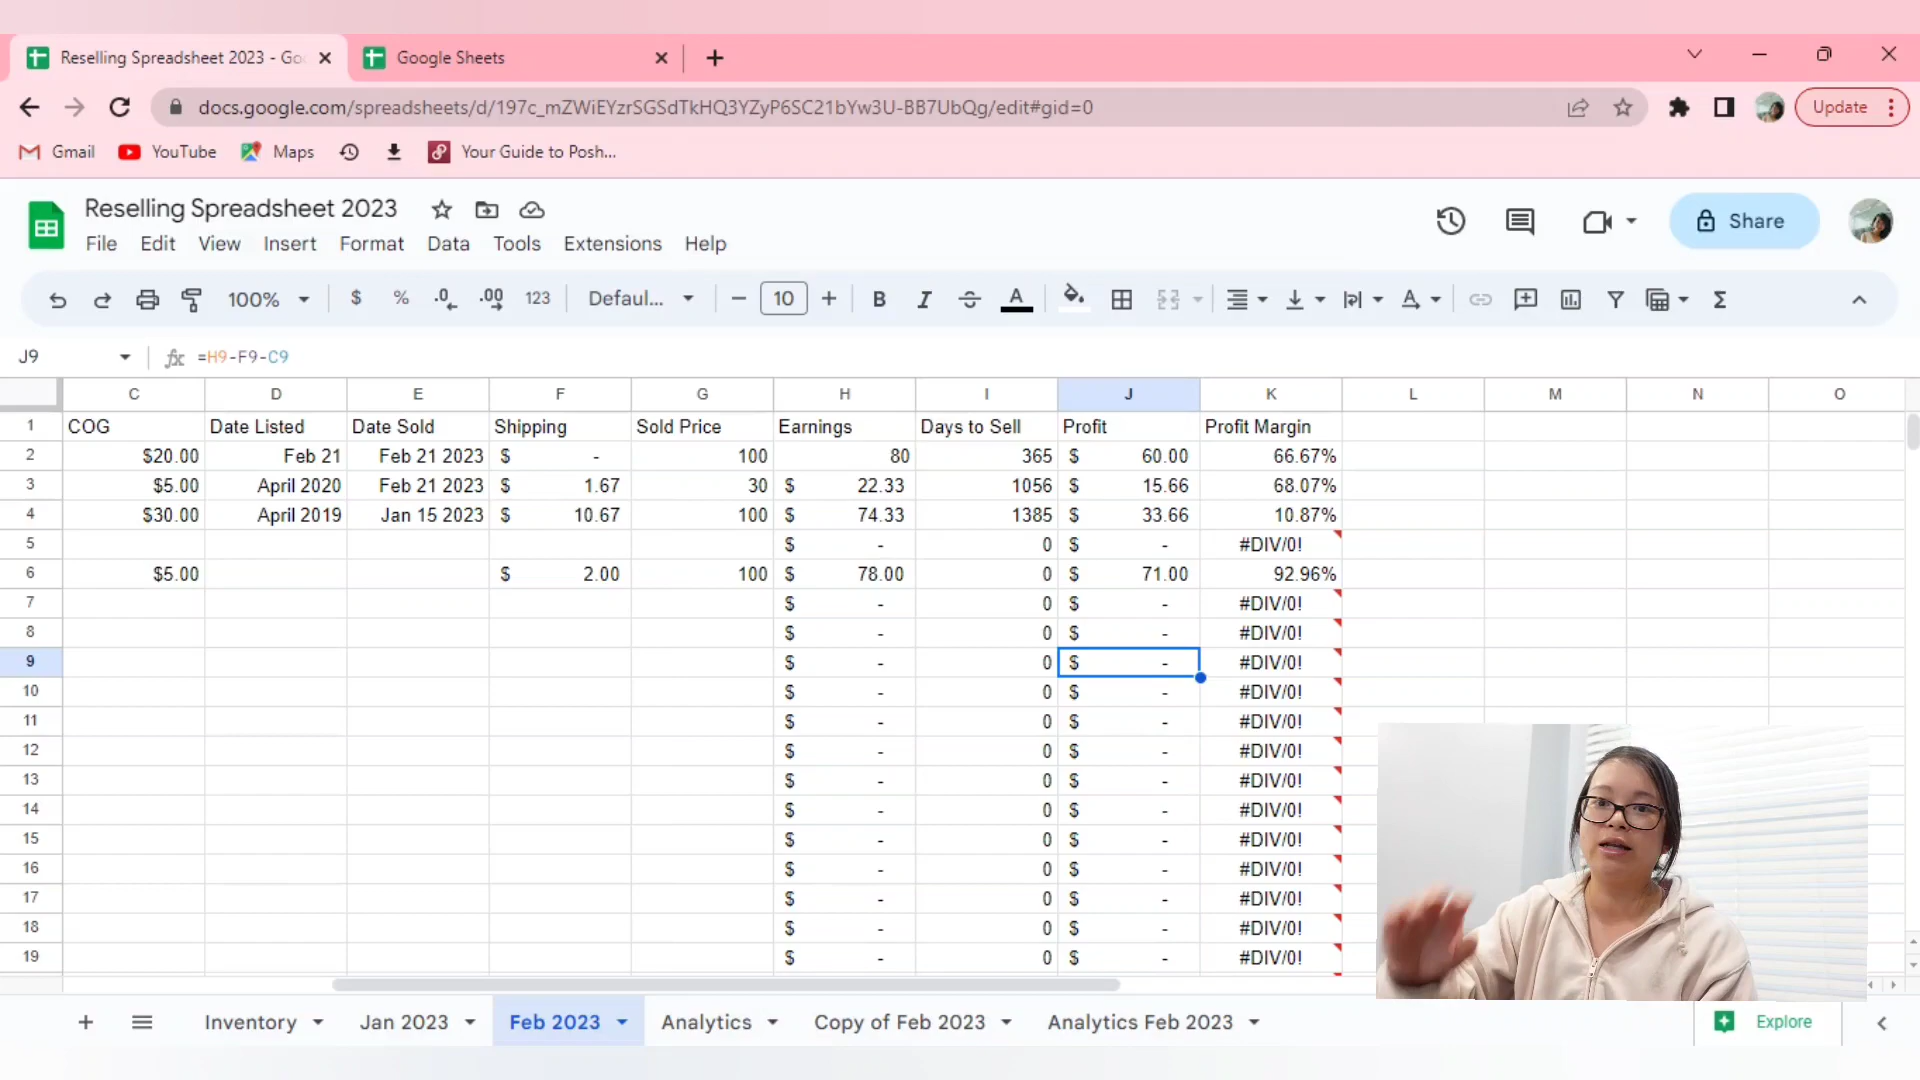 Reselling Spreadsheet 2023 - Go
Google Sheets
docs.google.com/spreadsheets/d/197c_mZWiEYzrSGSdTkHQ3YZyP6SC21bYw3U-BB7UbQg/edit#gid=0
Update
Gmail YouTube Maps Your Guide to Posh...
Reselling Spreadsheet 2023
Share
File Edit View Insert Format Data Tools Extensions Help
100% $ % .0 .00 123 Defaul... 10 B I A Σ
J9 fx =H9-F9-C9
C D E F G H I J K L M N O
1 COG Date Listed Date Sold Shipping Sold Price Earnings Days to Sell Profit Profit Margin
2 $20.00 Feb 21 Feb 21 2023 $ - 100 80 365 $ 60.00 66.67%
3 $5.00 April 2020 Feb 21 2023 $ 1.67 30 $ 22.33 1056 $ 15.66 68.07%
4 $30.00 April 2019 Jan 15 2023 $ 10.67 100 $ 74.33 1385 $ 33.66 10.87%
5 $ - 0 $ - #DIV/0!
6 $5.00 $ 2.00 100 $ 78.00 0 $ 71.00 92.96%
7 $ - 0 $ - #DIV/0!
8 $ - 0 $ - #DIV/0!
9 $ - 0 $ - #DIV/0!
10 $ - 0 $ - #DIV/0!
11 $ - 0 $ - #DIV/0!
12 $ - 0 $ - #DIV/0!
13 $ - 0 $ - #DIV/0!
14 $ - 0 $ - #DIV/0!
15 $ - 0 $ - #DIV/0!
16 $ - 0 $ - #DIV/0!
17 $ - 0 $ - #DIV/0!
18 $ - 0 $ - #DIV/0!
19 $ - 0 $ - #DIV/0!
Inventory Jan 2023 Feb 2023 Analytics Copy of Feb 2023 Analytics Feb 2023 Explore